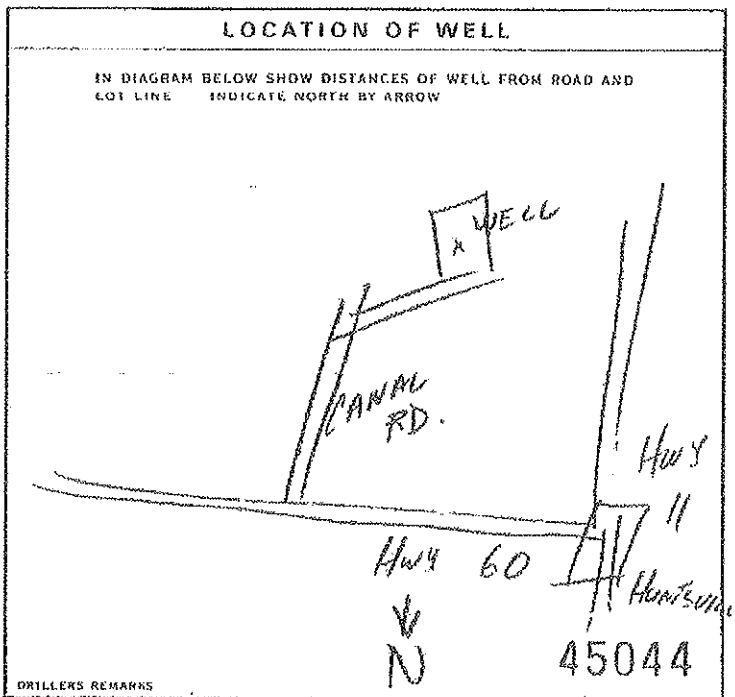 LOCATION OF WELL
IN DIAGRAM BELOW SHOW DISTANCES OF WELL FROM ROAD AND
LOT LINE INDICATE NORTH BY ARROW
WELL
X
CANAL
RD.
HWY
11
HWY 60
HUNTSVILLE
N
45044
DRILLERS REMARKS